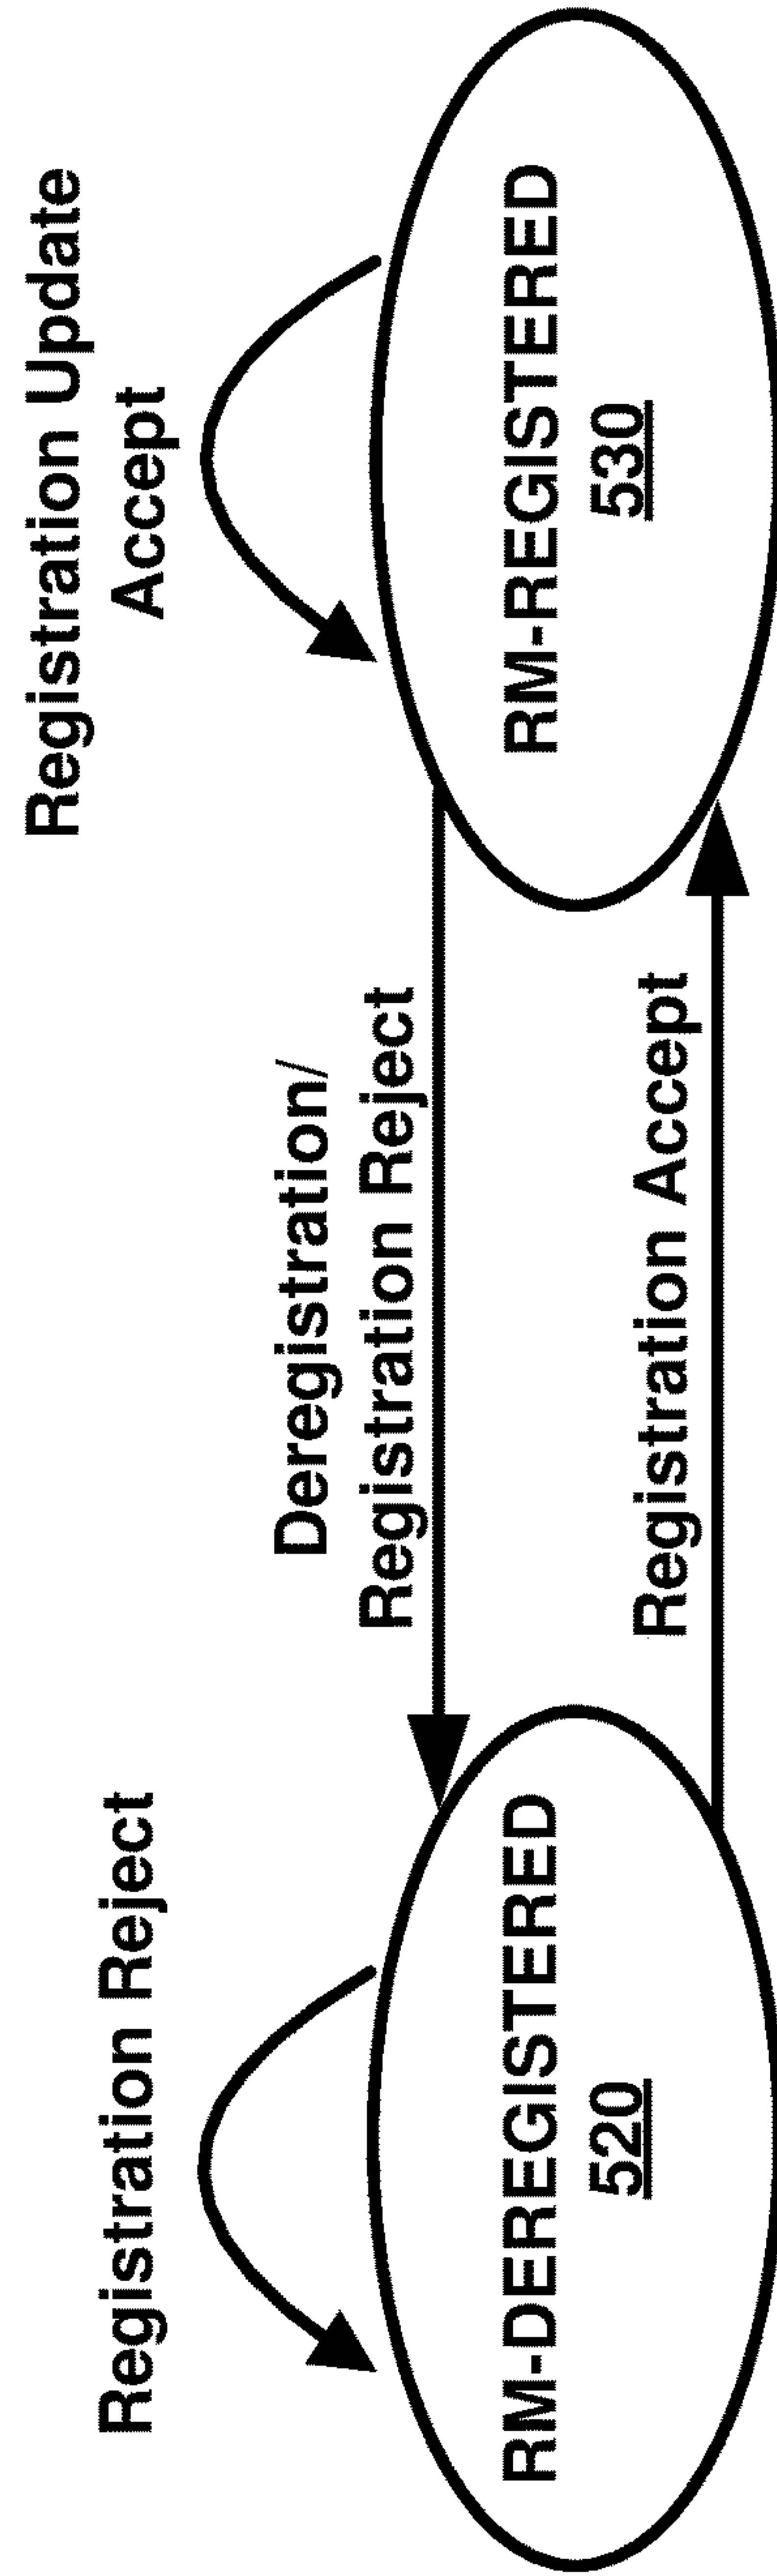 Registration Reject
RM-DEREGISTERED
520
Deregistration/
Registration Reject
Registration Accept
Registration Update
Accept
RM-REGISTERED
530